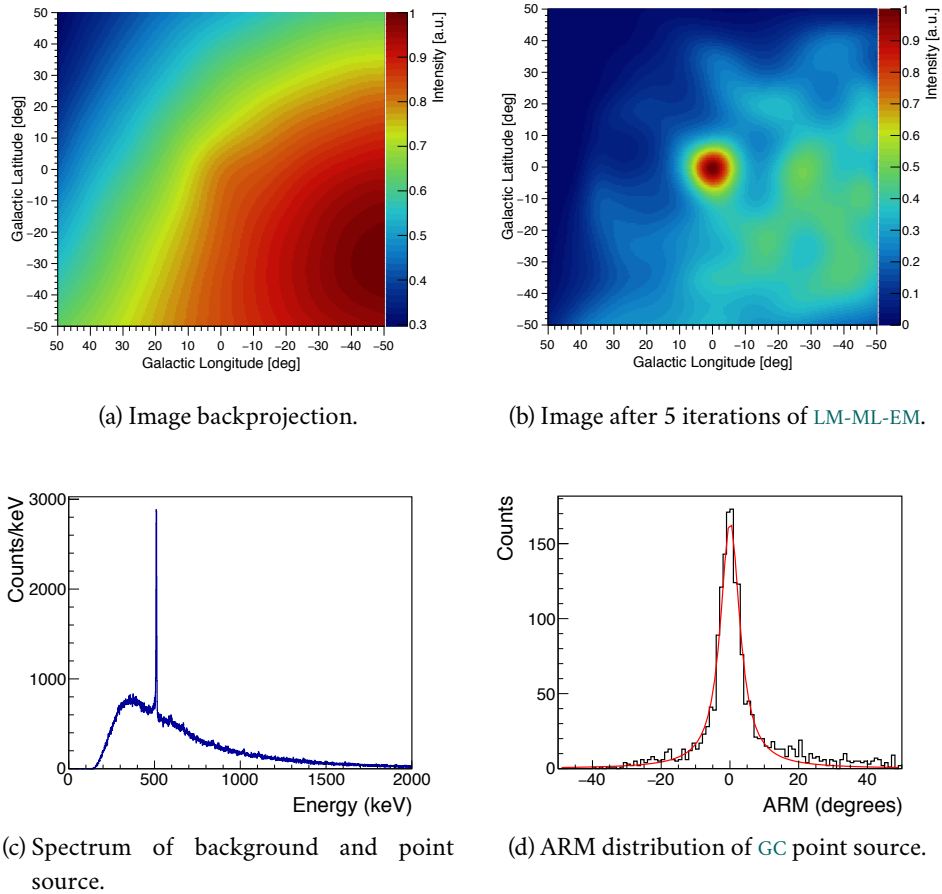 50
40
30
20
10
0
−10
−20
−30
−40
−50
Galactic Latitude [deg]
50 40 30 20 10 0 −10 −20 −30 −40 −50
Galactic Longitude [deg]
1
0.9
0.8
0.7
0.6
0.5
0.4
0.3
Intensity [a.u.]
50
40
30
20
10
0
−10
−20
−30
−40
−50
Galactic Latitude [deg]
50 40 30 20 10 0 −10 −20 −30 −40 −50
Galactic Longitude [deg]
1
0.9
0.8
0.7
0.6
0.5
0.4
0.3
0.2
0.1
0
Intensity [a.u.]
(a) Image backprojection.
(b) Image after 5 iterations of LM-ML-EM.
Counts/keV
3000
2000
1000
0
0 500 1000 1500 2000
Energy (keV)
Counts
150
100
50
0
−40 −20 0 20 40
ARM (degrees)
(c) Spectrum of background and point
source.
(d) ARM distribution of GC point source.